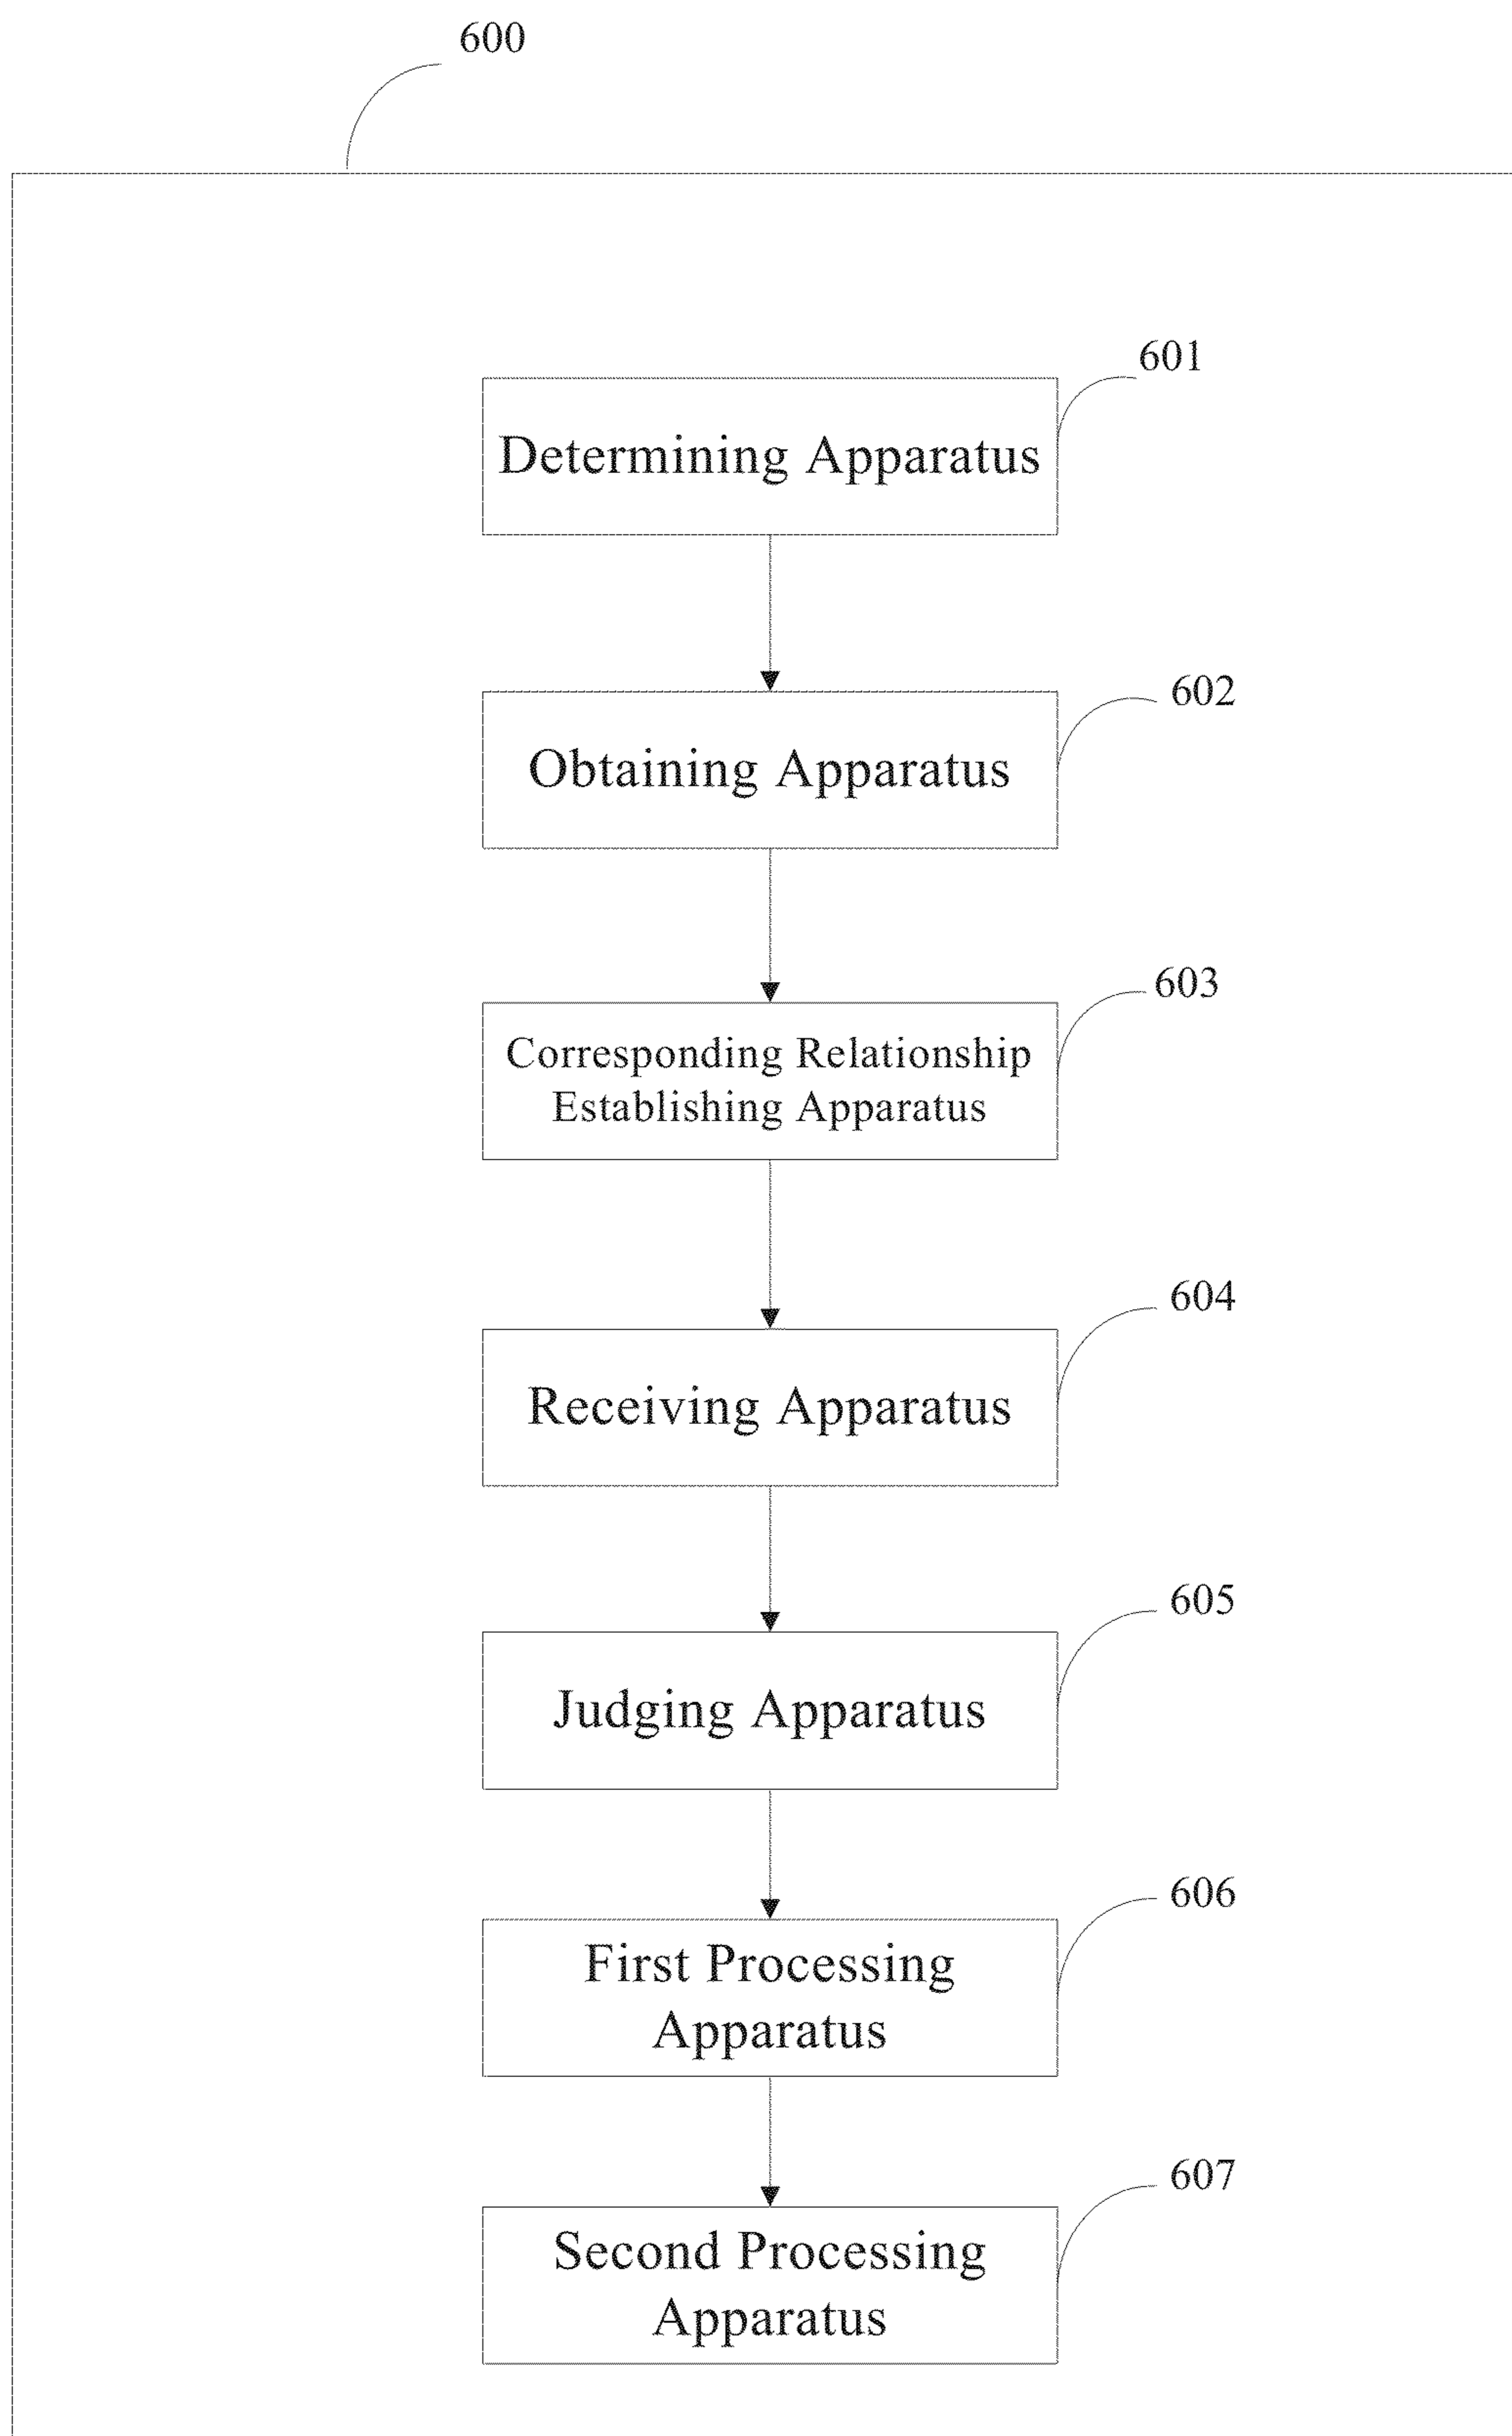 600
601
Determining Apparatus
602
Obtaining Apparatus
603
Corresponding Relationship
Establishing Apparatus
604
Receiving Apparatus
605
Judging Apparatus
606
First Processing
Apparatus
607
Second Processing
Apparatus